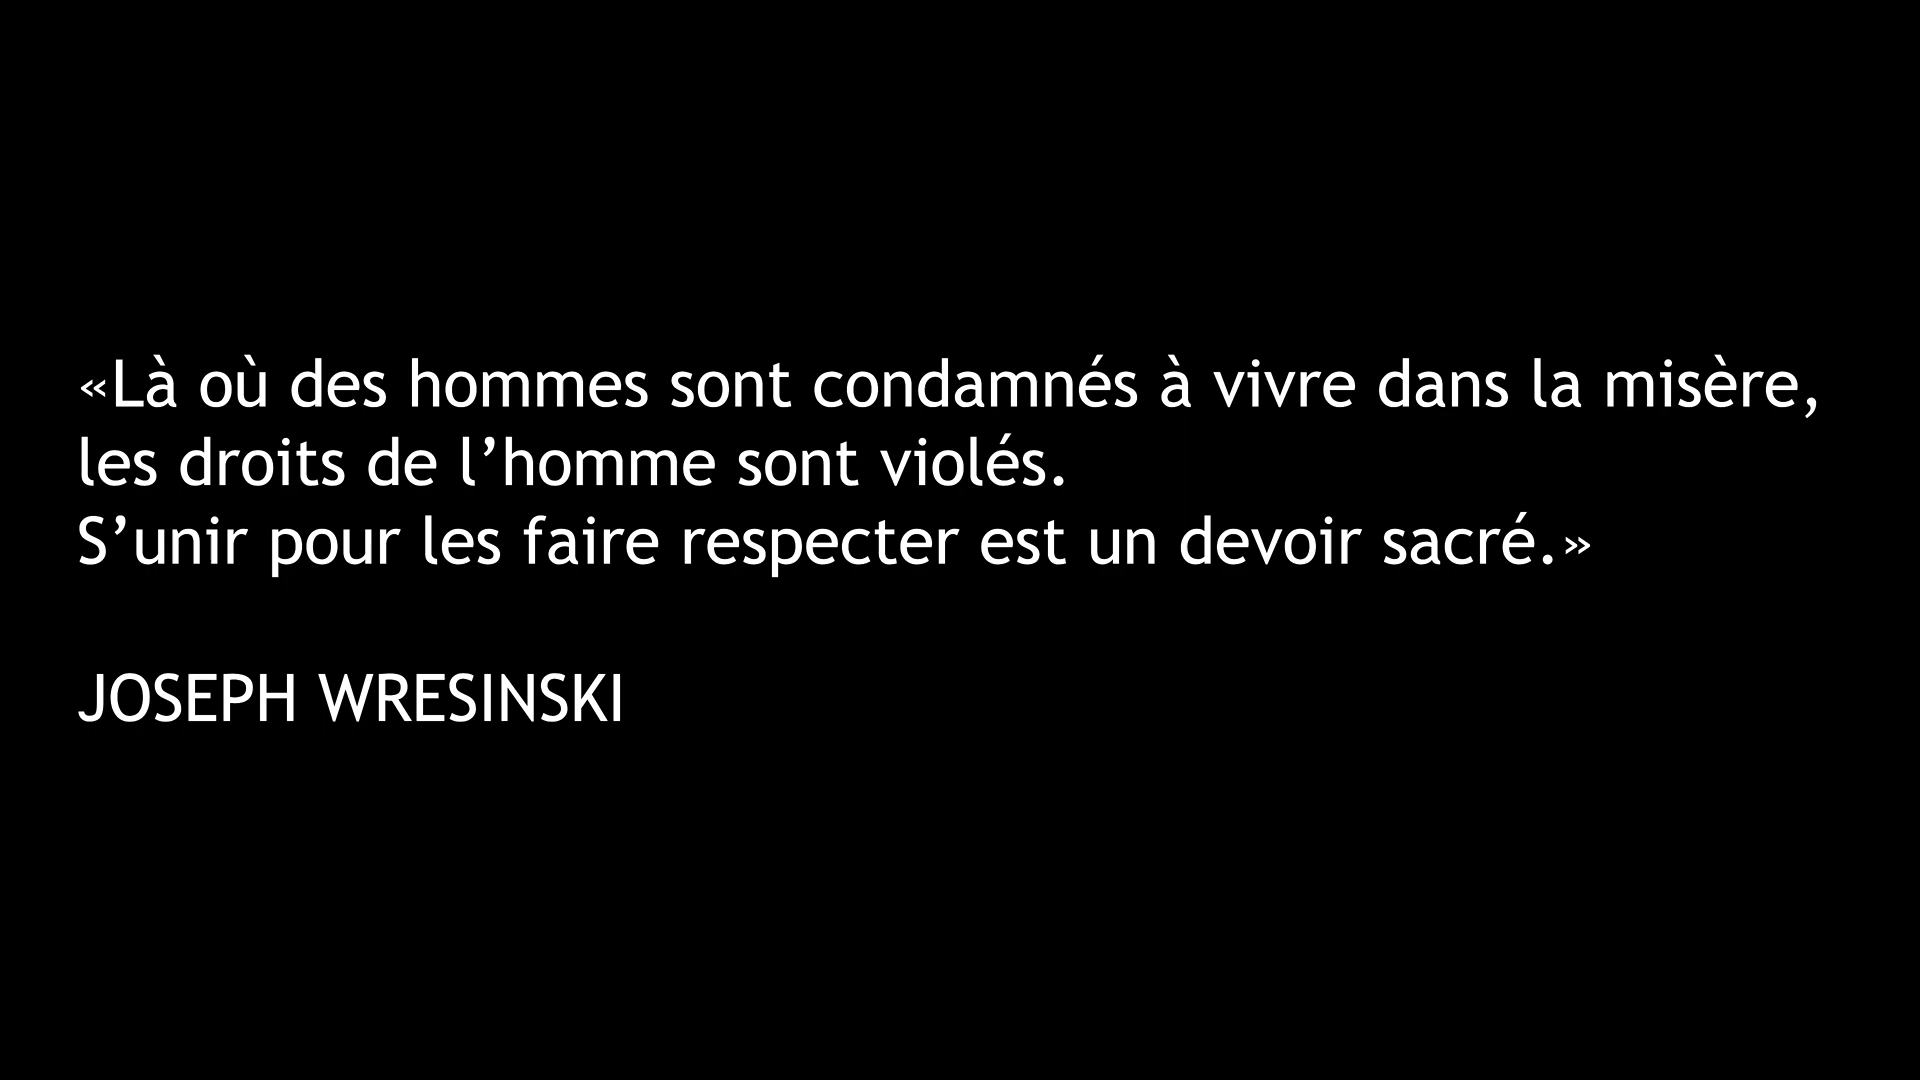 «Là où des hommes sont condamnés à vivre dans la misère,
les droits de l’homme sont violés.
S’unir pour les faire respecter est un devoir sacré.»
JOSEPH WRESINSKI